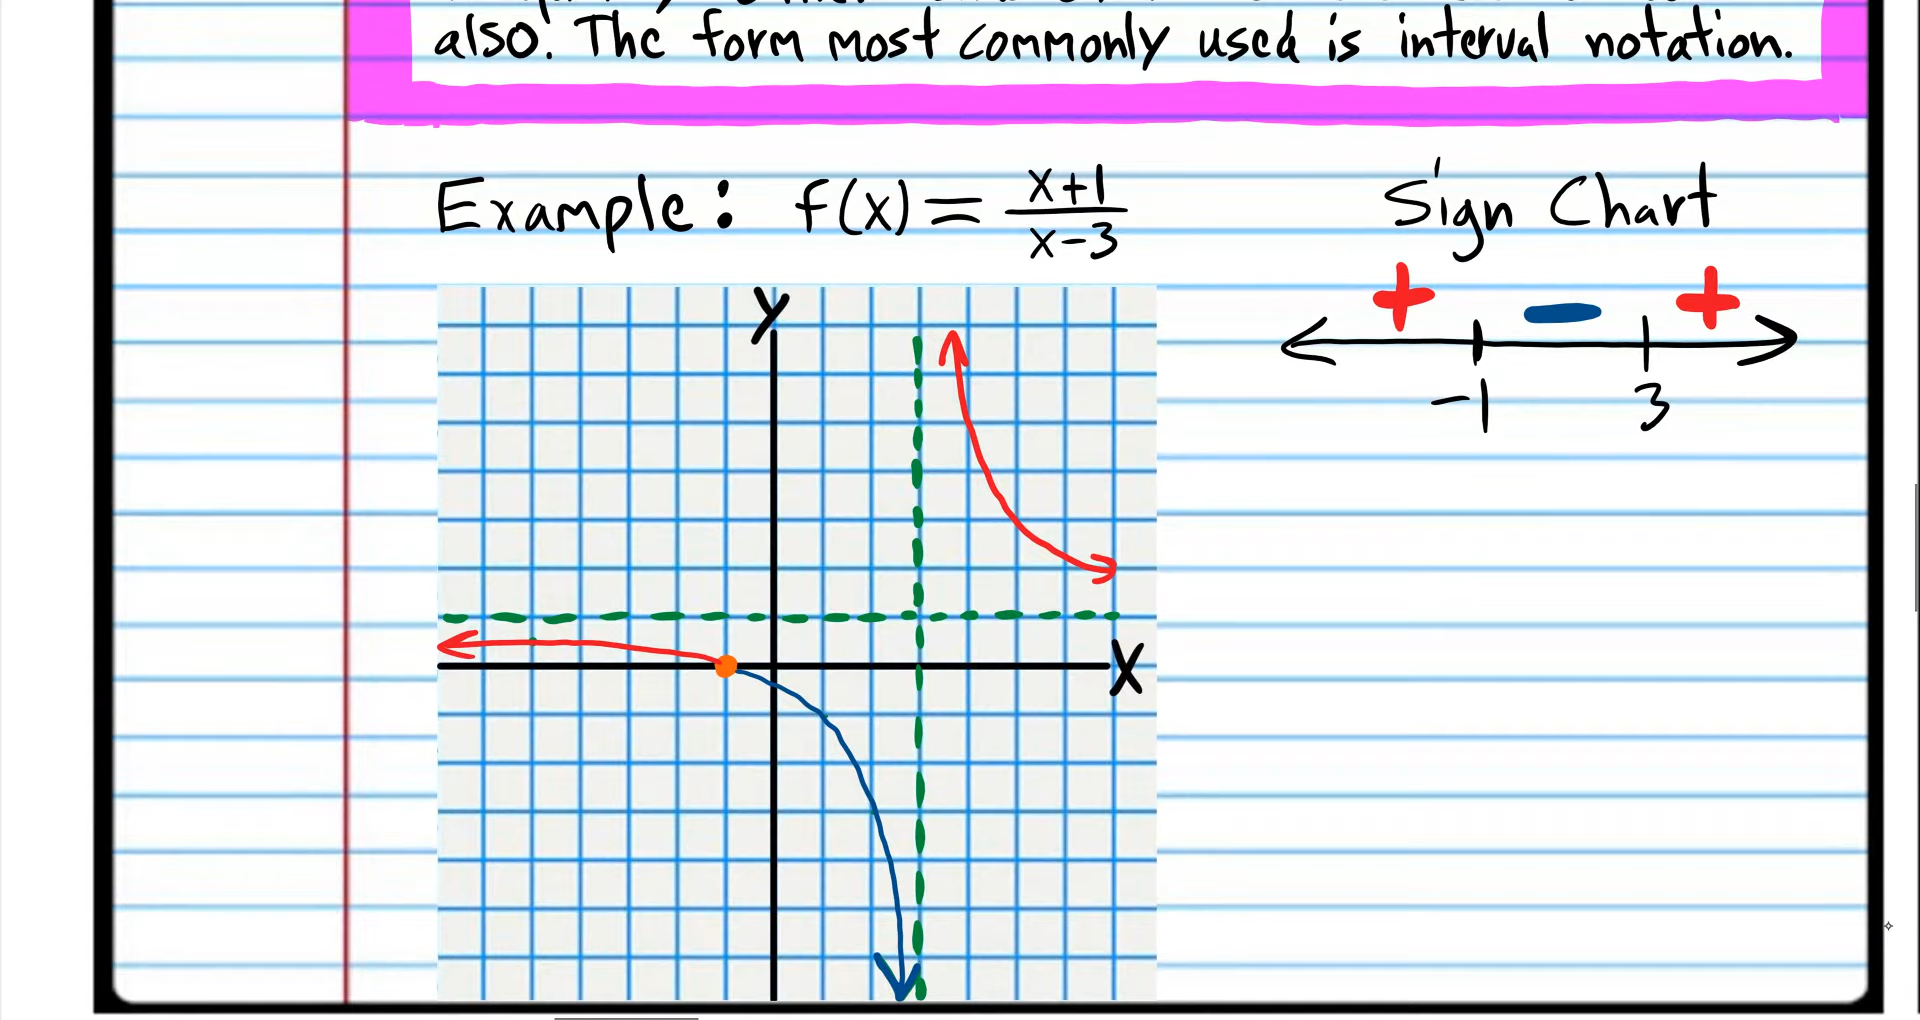 also. The form most commonly used is interval notation.
Example: f(x) = (x+1)/(x-3)
Sign Chart
+ - +
-1 3
y
x